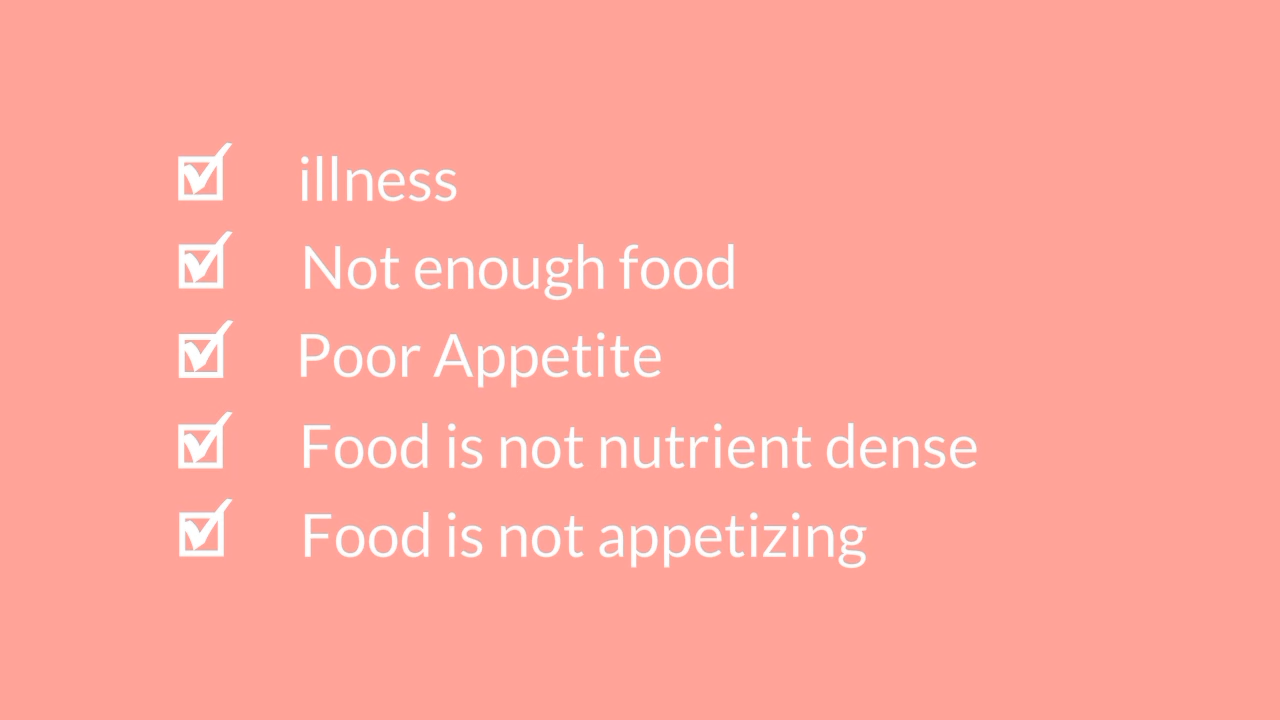 illness
Not enough food
Poor Appetite
Food is not nutrient dense
Food is not appetizing